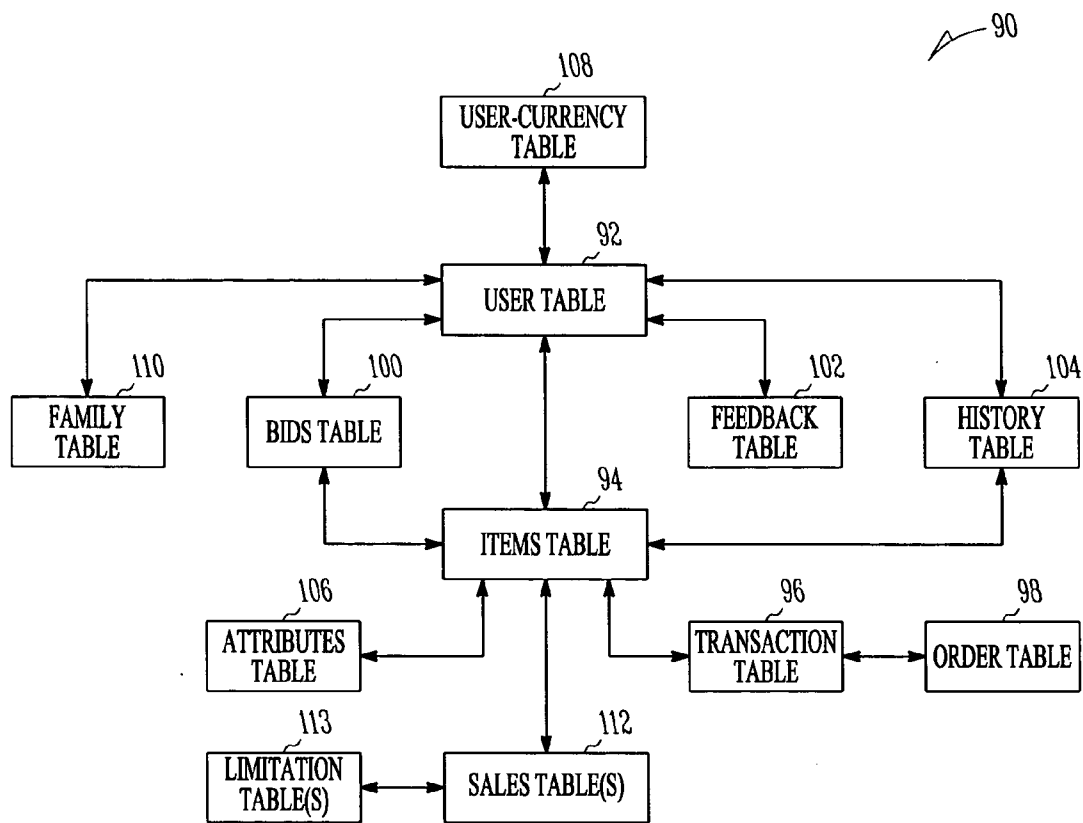 90
108
USER-CURRENCY
TABLE
92
USER TABLE
110
FAMILY
TABLE
100
BIDS TABLE
102
FEEDBACK
TABLE
104
HISTORY
TABLE
94
ITEMS TABLE
106
ATTRIBUTES
TABLE
96
TRANSACTION
TABLE
98
ORDER TABLE
113
LIMITATION
TABLE(S)
112
SALES TABLE(S)